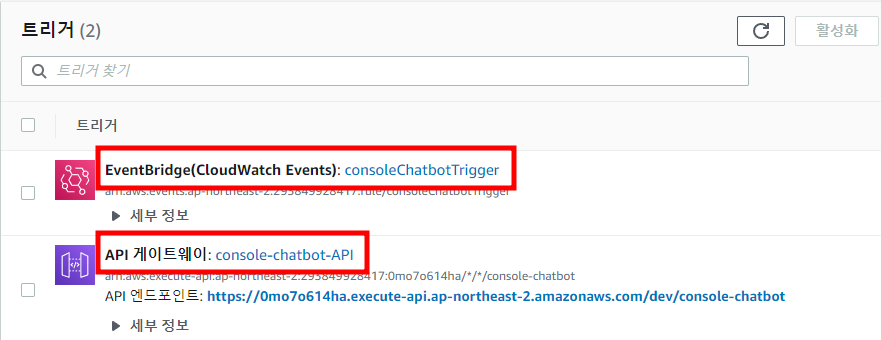 트리거 (2)
활성화
트리거 찾기
트리거
EventBridge(CloudWatch Events): consoleChatbotTrigger
arn:aws:events:ap-northeast-2:293849928417:rule/consoleChatbotTrigger
▶ 세부 정보
API 게이트웨이: console-chatbot-API
arn:aws:execute-api:ap-northeast-2:293849928417:0mo7o614ha/*/*/console-chatbot
API 엔드포인트: https://0mo7o614ha.execute-api.ap-northeast-2.amazonaws.com/dev/console-chatbot
▶ 세부 정보